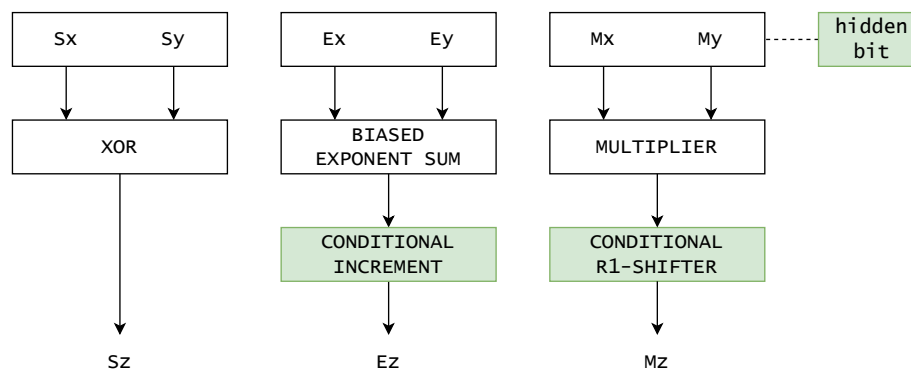 Sx Sy
Ex Ey
Mx My
hidden
bit
XOR
BIASED
EXPONENT SUM
MULTIPLIER
CONDITIONAL
INCREMENT
CONDITIONAL
R1-SHIFTER
Sz
Ez
Mz